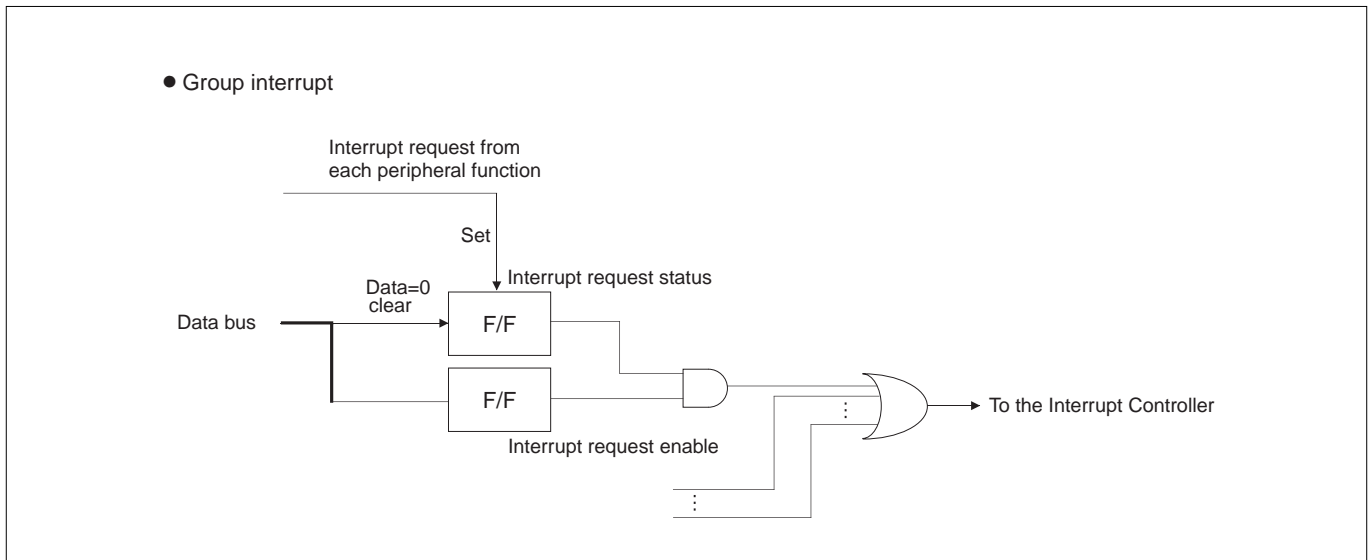 ● Group interrupt
Interrupt request from
each peripheral function
Set
Interrupt request status
Data=0
clear
Data bus
F/F
F/F
Interrupt request enable
To the Interrupt Controller